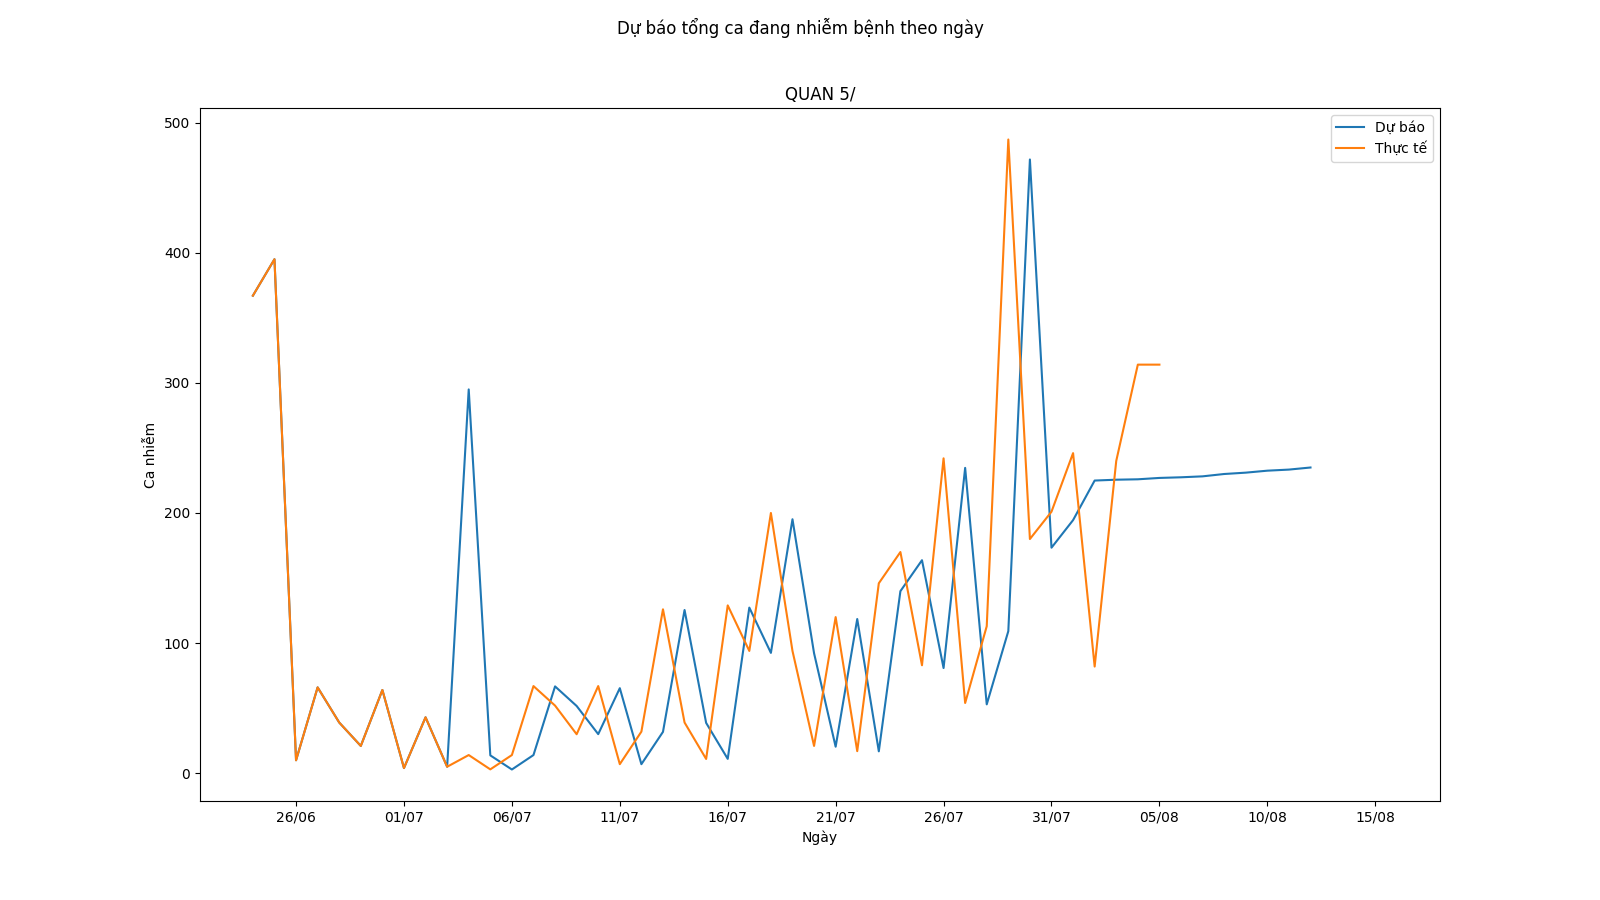 Dự báo tổng ca đang nhiễm bệnh theo ngày
QUAN 5/
Dự báo
Thực tế
500
400
300
200
100
0
Ca nhiễm
26/06 01/07 06/07 11/07 16/07 21/07 26/07 31/07 05/08 10/08 15/08
Ngày